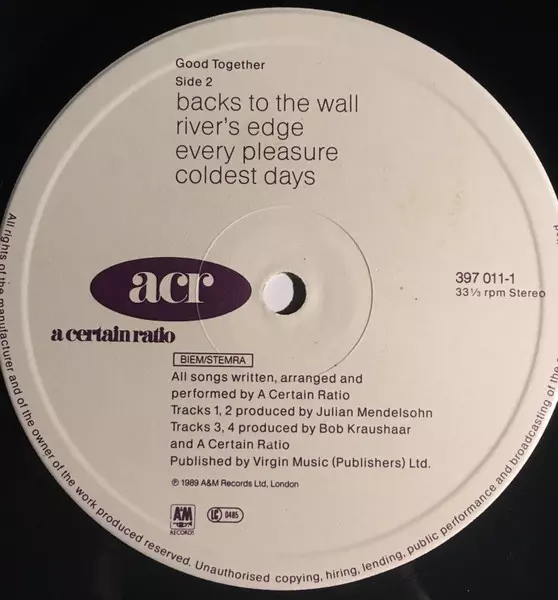 Good Together
Side 2
backs to the wall
river's edge
every pleasure
coldest days
acr
a certain ratio
397 011-1
33⅓ rpm Stereo
BIEM/STEMRA
All songs written, arranged and
performed by A Certain Ratio
Tracks 1, 2 produced by Julian Mendelsohn
Tracks 3, 4 produced by Bob Kraushaar
and A Certain Ratio
Published by Virgin Music (Publishers) Ltd.
℗ 1989 A&M Records Ltd, London
A&M
RECORDS
LC 0485
All rights of the manufacturer and of the owner of the work produced reserved. Unauthorised copying, hiring, lending, public performance and broadcasting of the